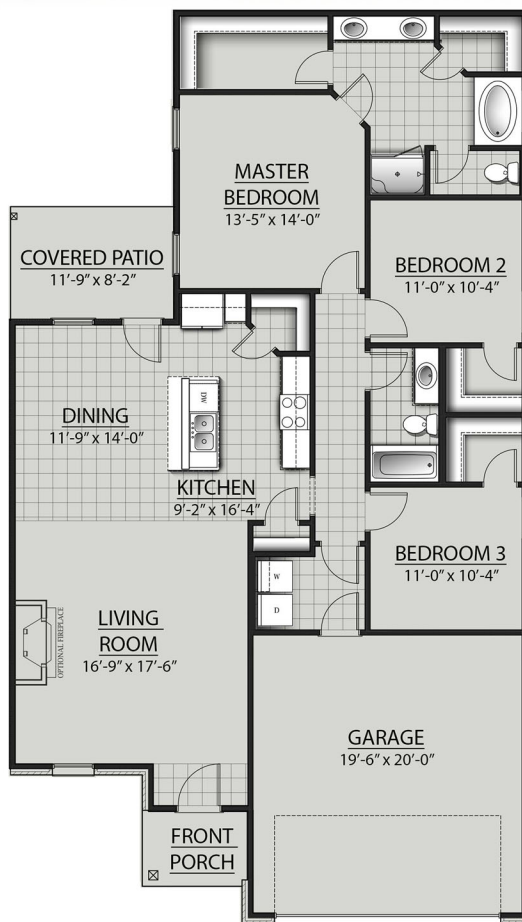 MASTER
BEDROOM
13'-5" x 14'-0"
COVERED PATIO
11'-9" x 8'-2"
BEDROOM 2
11'-0" x 10'-4"
DW
DINING
11'-9" x 14'-0"
KITCHEN
9'-2" x 16'-4"
BEDROOM 3
11'-0" x 10'-4"
W
D
OPTIONAL FIREPLACE
LIVING
ROOM
16'-9" x 17'-6"
GARAGE
19'-6" x 20'-0"
FRONT
PORCH